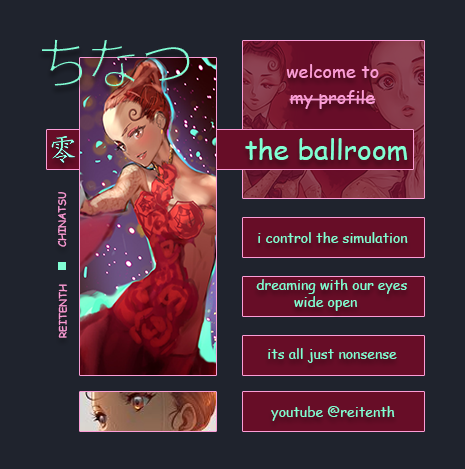 ちなつ
welcome to
my profile
零
the ballroom
CHINATSU
REITENTH
i control the simulation
dreaming with our eyes
wide open
its all just nonsense
youtube @reitenth